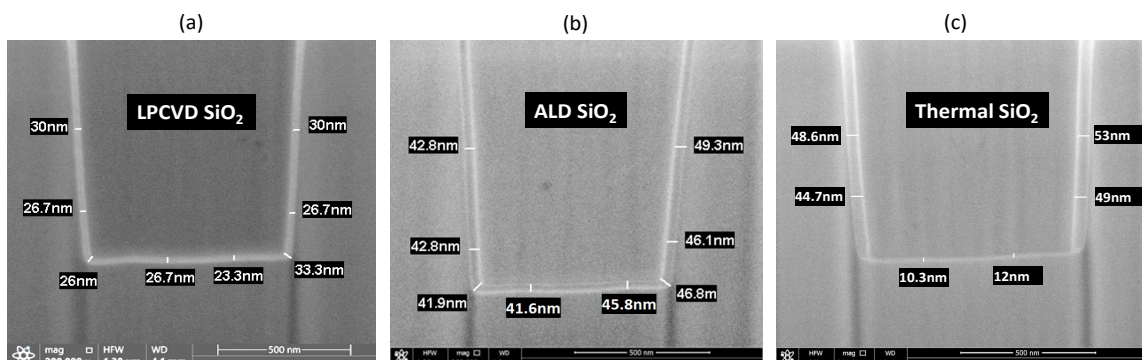 (a)
(b)
(c)
LPCVD SiO₂
30nm
30nm
26.7nm
26.7nm
26nm
26.7nm
23.3nm
33.3nm
mag
HFW
WD
500 nm
ALD SiO₂
42.8nm
49.3nm
42.8nm
46.1nm
41.9nm
41.6nm
45.8nm
46.8m
mag
HFW
WD
500 nm
Thermal SiO₂
48.6nm
53nm
44.7nm
49nm
10.3nm
12nm
mag
HFW
WD
500 nm